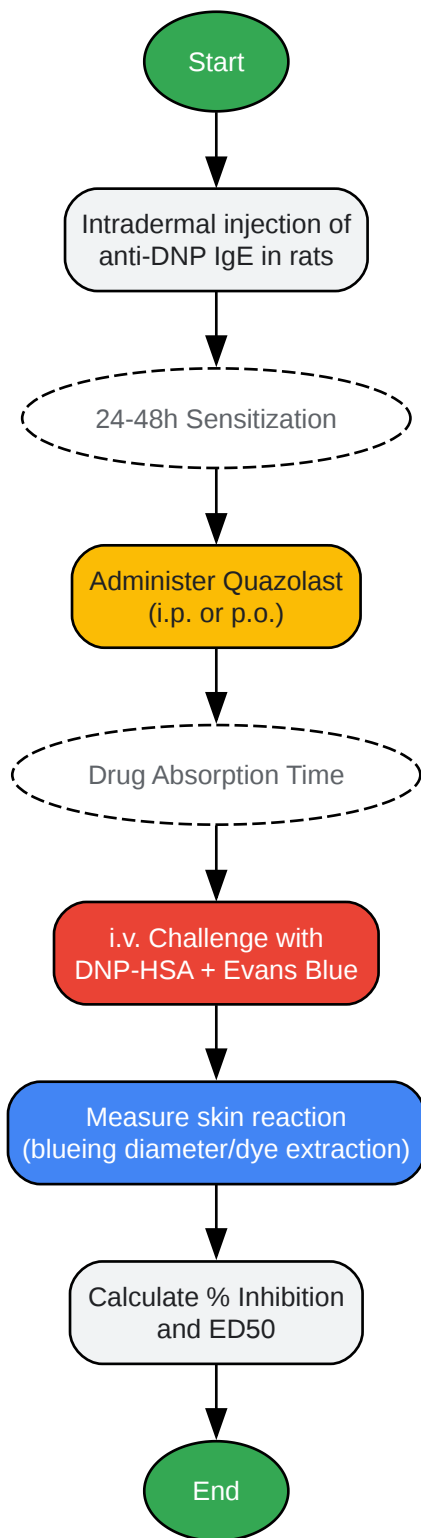 Start
Intradermal injection of
anti-DNP IgE in rats
24-48h Sensitization
Administer Quazolast
(i.p. or p.o.)
Drug Absorption Time
i.v. Challenge with
DNP-HSA + Evans Blue
Measure skin reaction
(blueing diameter/dye extraction)
Calculate % Inhibition
and ED50
End